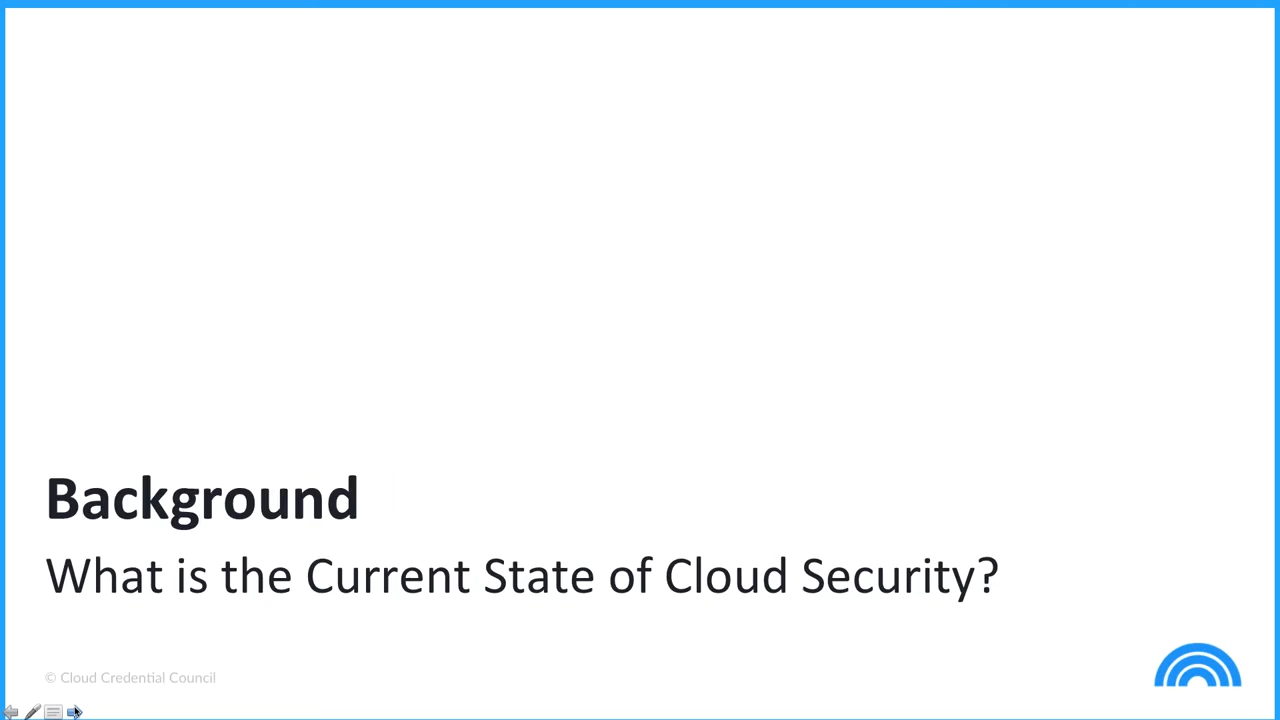 Background
What is the Current State of Cloud Security?
© Cloud Credential Council